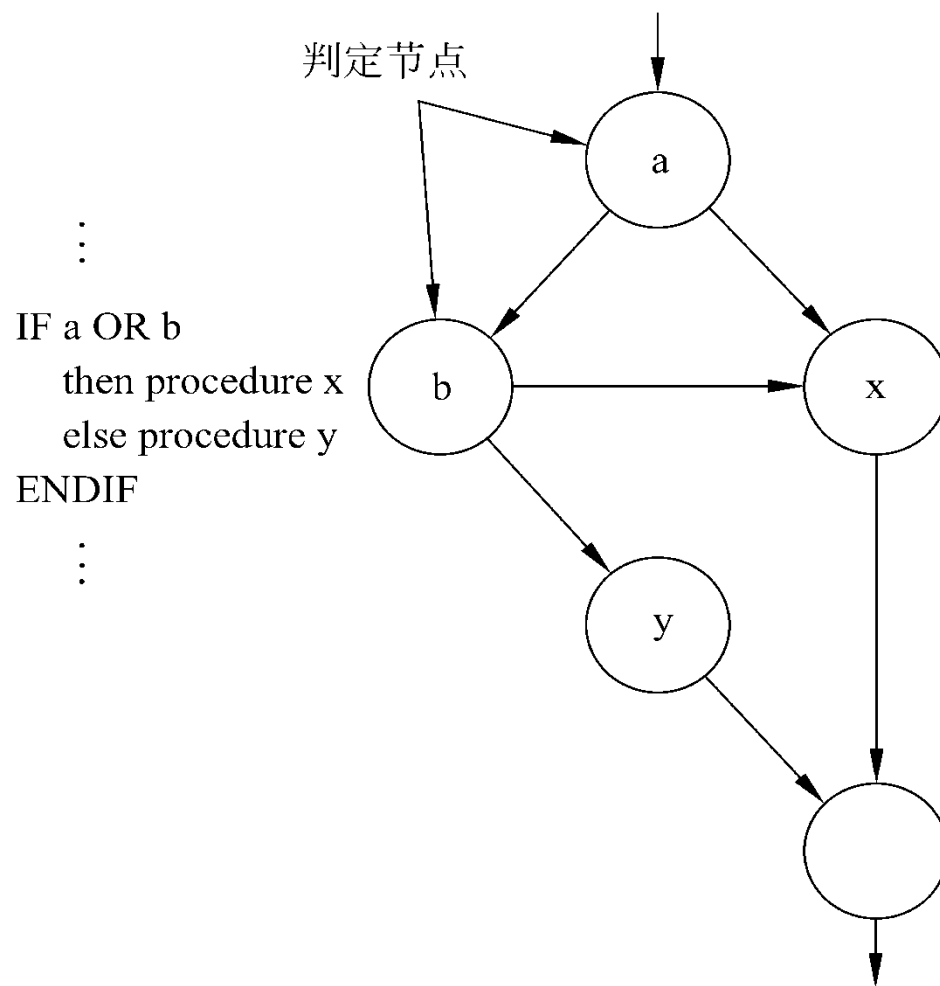 判定节点
a
⋮
IF a OR b
then procedure x
else procedure y
ENDIF
⋮
b
x
y